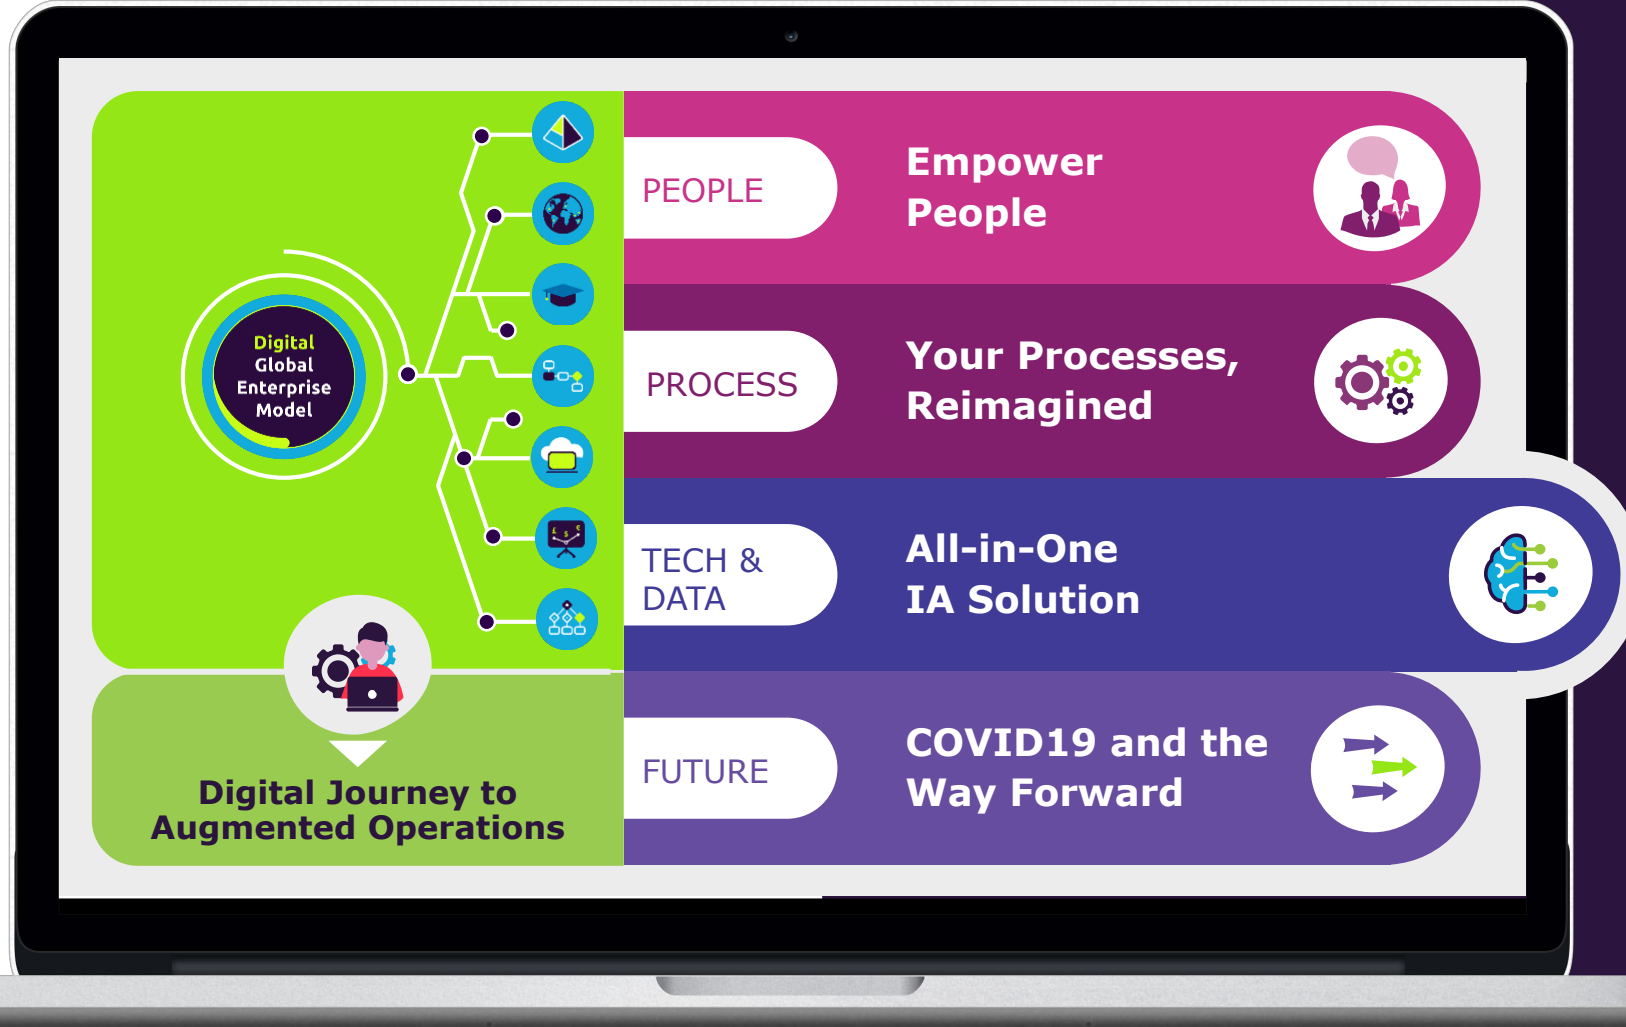 Digital
Global
Enterprise
Model
Digital Journey to
Augmented Operations
PEOPLE
Empower
People
PROCESS
Your Processes,
Reimagined
TECH &
DATA
All-in-One
IA Solution
FUTURE
COVID19 and the
Way Forward
£ $ €